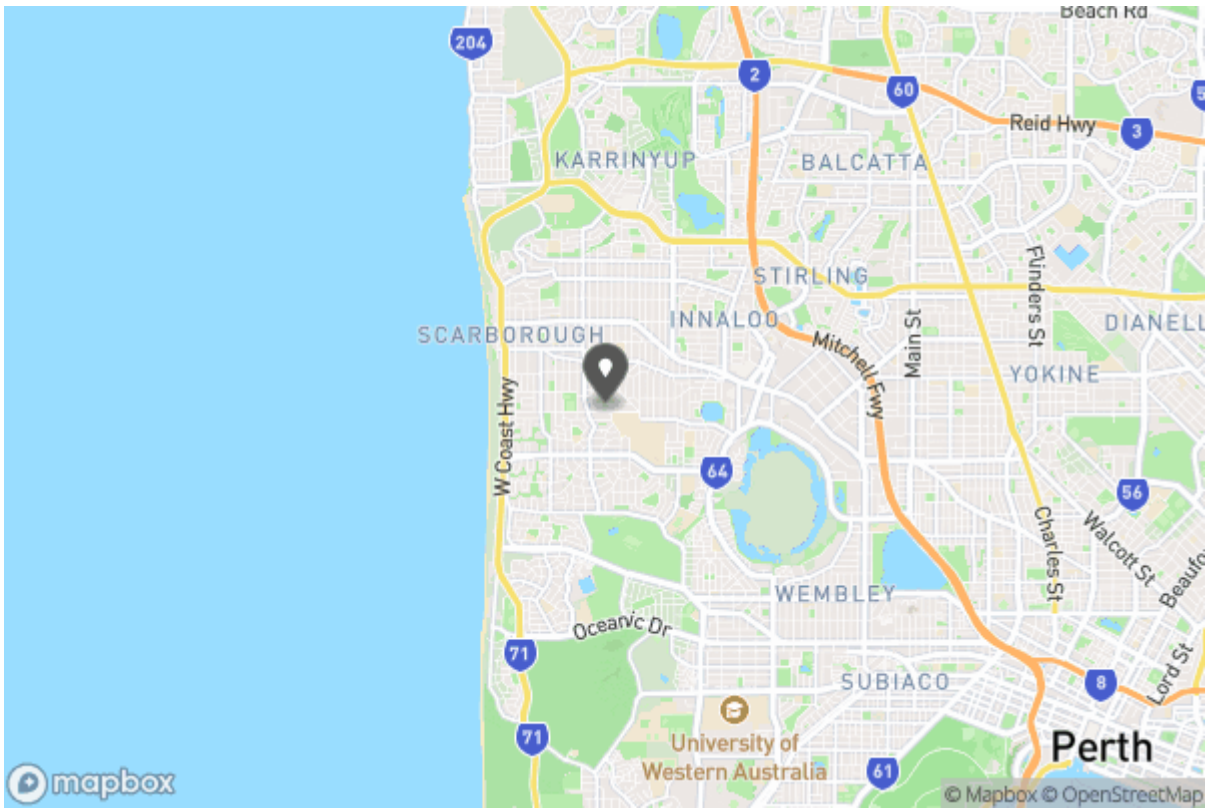 Beach Rd
204
2
60
5
Reid Hwy
3
KARRINYUP
BALCATTA
STIRLING
Flinders St
INNALOO
SCARBOROUGH
DIANELL
Mitchell Fwy
Main St
YOKINE
W Coast Hwy
64
56
Charles St
Walcott St
Beaufo
WEMBLEY
Oceanic Dr
71
SUBIACO
8
Lord St
71
University of
Western Australia
61
Perth
mapbox
© Mapbox © OpenStreetMap